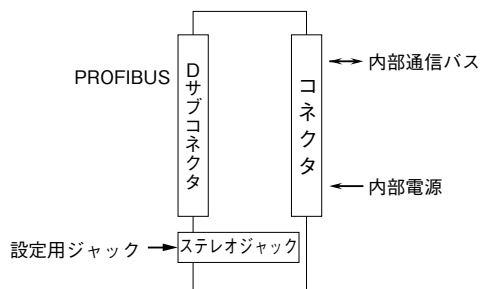 PROFIBUS
Dサブコネクタ
コネクタ
内部通信バス
内部電源
設定用ジャック
ステレオジャック